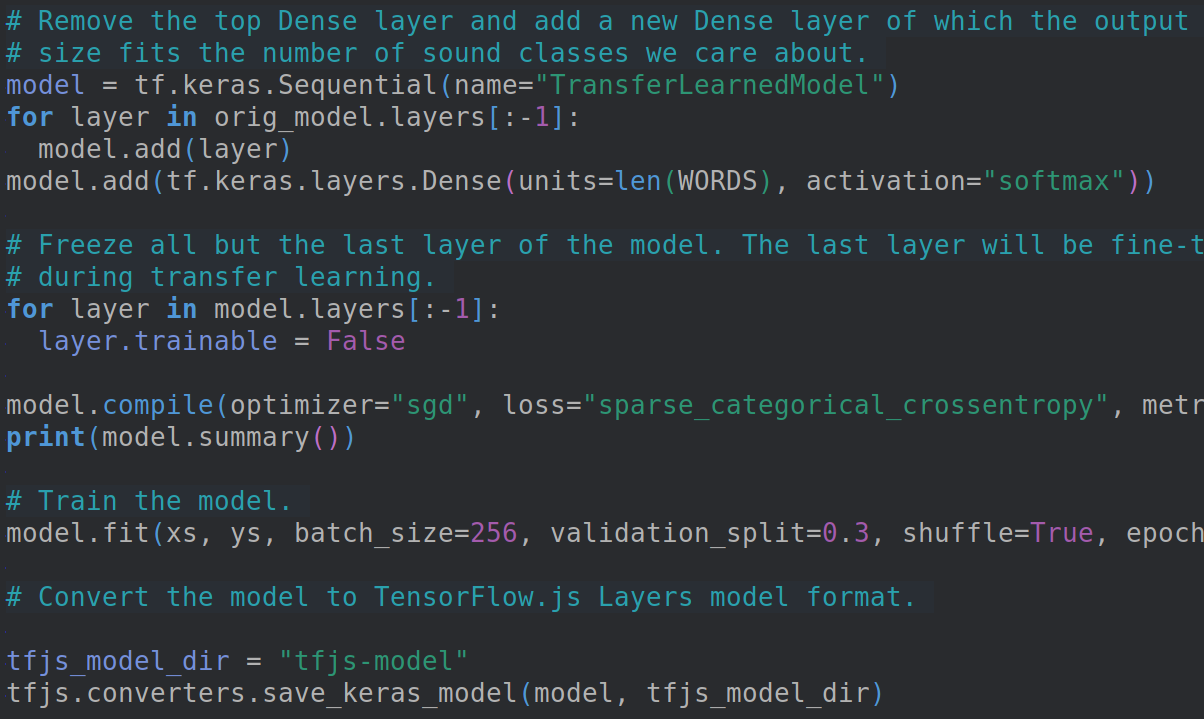 # Remove the top Dense layer and add a new Dense layer of which the output
# size fits the number of sound classes we care about.
model = tf.keras.Sequential(name="TransferLearnedModel")
for layer in orig_model.layers[:-1]:
  model.add(layer)
model.add(tf.keras.layers.Dense(units=len(WORDS), activation="softmax"))

# Freeze all but the last layer of the model. The last layer will be fine-t
# during transfer learning.
for layer in model.layers[:-1]:
  layer.trainable = False

model.compile(optimizer="sgd", loss="sparse_categorical_crossentropy", metr
print(model.summary())

# Train the model.
model.fit(xs, ys, batch_size=256, validation_split=0.3, shuffle=True, epoch

# Convert the model to TensorFlow.js Layers model format.

tfjs_model_dir = "tfjs-model"
tfjs.converters.save_keras_model(model, tfjs_model_dir)